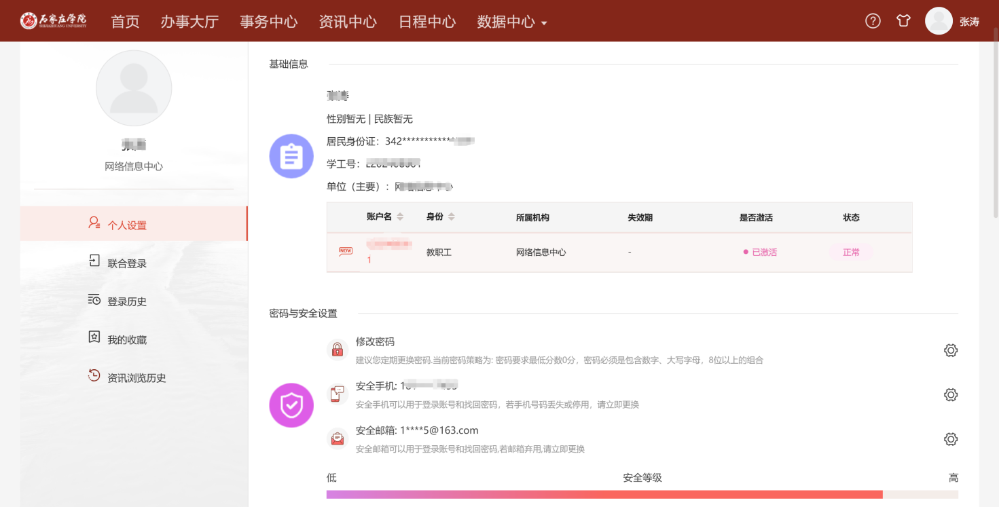 石家庄学院
SHIJIAZHUANG UNIVERSITY
首页 办事大厅 事务中心 资讯中心 日程中心 数据中心
张涛
网络信息中心
个人设置
联合登录
登录历史
我的收藏
资讯浏览历史
基础信息
性别暂无 | 民族暂无
居民身份证：342************
学工号：
单位（主要）：
账户名 身份 所属机构 失效期 是否激活 状态
NOW 1 教职工 网络信息中心 - 已激活 正常
密码与安全设置
修改密码
建议您定期更换密码.当前密码策略为: 密码要求最低分数0分，密码必须是包含数字、大写字母，8位以上的组合
安全手机: 1
安全手机可以用于登录账号和找回密码，若手机号码丢失或停用，请立即更换
安全邮箱: 1****5@163.com
安全邮箱可以用于登录账号和找回密码,若邮箱弃用,请立即更换
低 安全等级 高